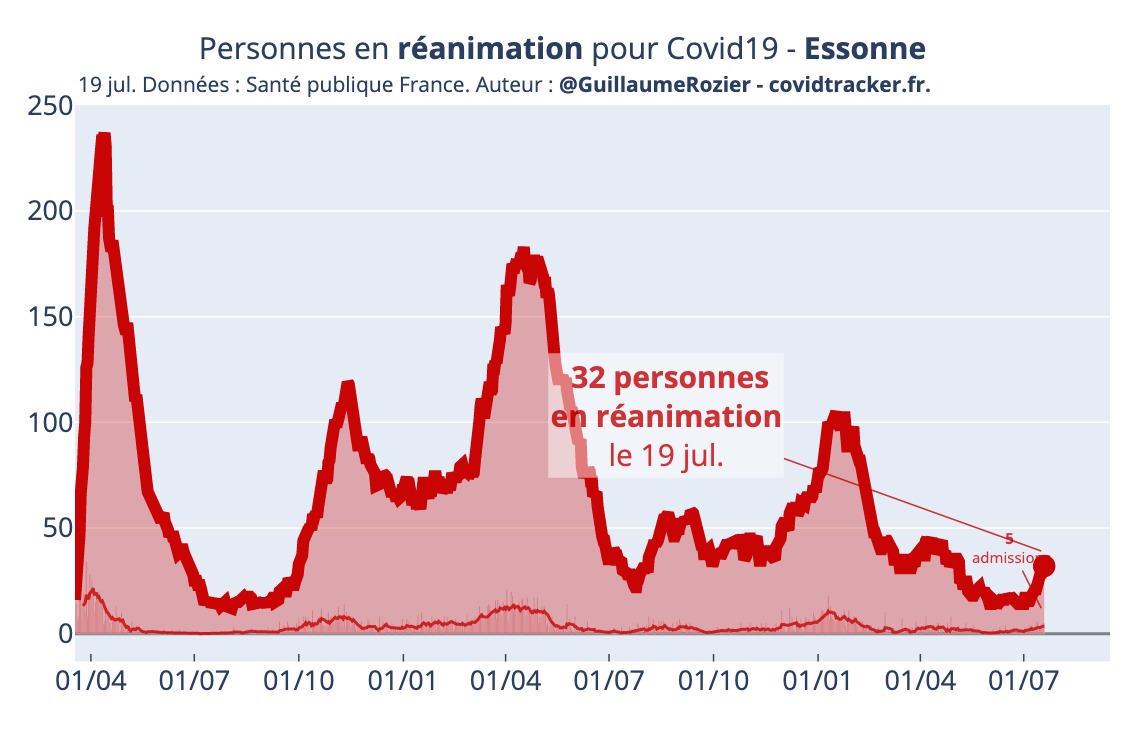 Personnes en réanimation pour Covid19 - Essonne
19 jul. Données : Santé publique France. Auteur : @GuillaumeRozier - covidtracker.fr.
250
200
150
100
50
0
32 personnes
en réanimation
le 19 jul.
5
admission
01/04 01/07 01/10 01/01 01/04 01/07 01/10 01/01 01/04 01/07